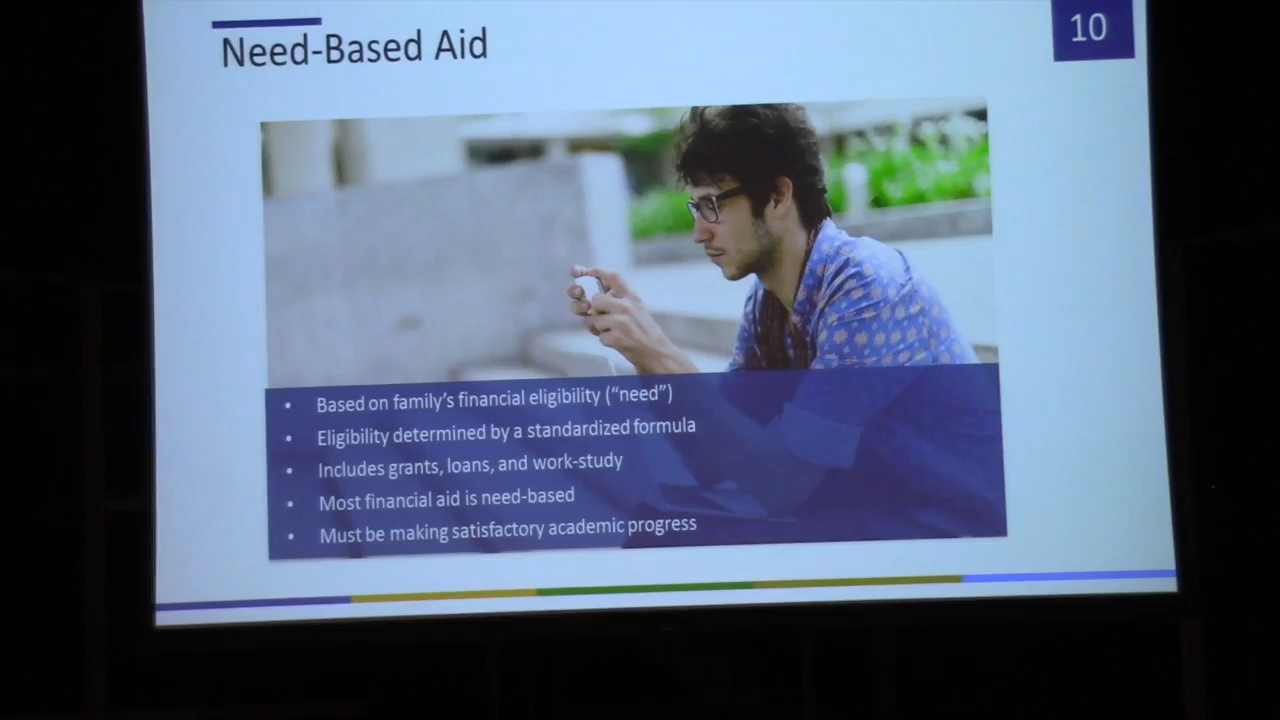 Need-Based Aid
10
• Based on family’s financial eligibility (“need”)
• Eligibility determined by a standardized formula
• Includes grants, loans, and work-study
• Most financial aid is need-based
• Must be making satisfactory academic progress